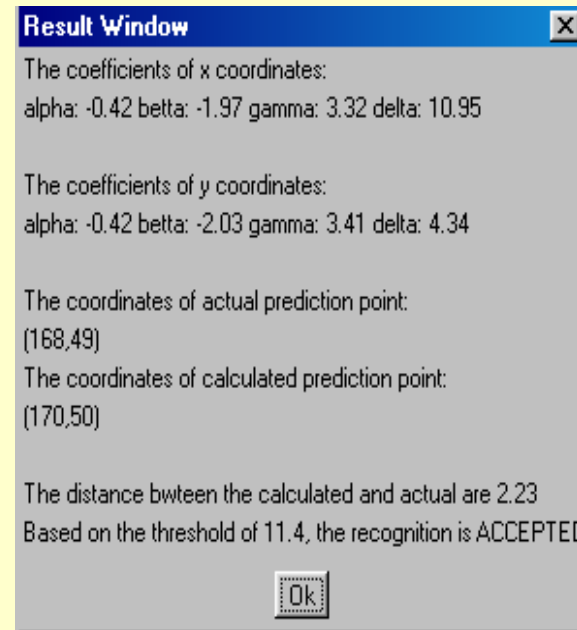 Result Window
The coefficients of x coordinates:
alpha: -0.42 betta: -1.97 gamma: 3.32 delta: 10.95
The coefficients of y coordinates:
alpha: -0.42 betta: -2.03 gamma: 3.41 delta: 4.34
The coordinates of actual prediction point:
(168,49)
The coordinates of calculated prediction point:
(170,50)
The distance bwteen the calculated and actual are 2.23
Based on the threshold of 11.4, the recognition is ACCEPTED
Ok